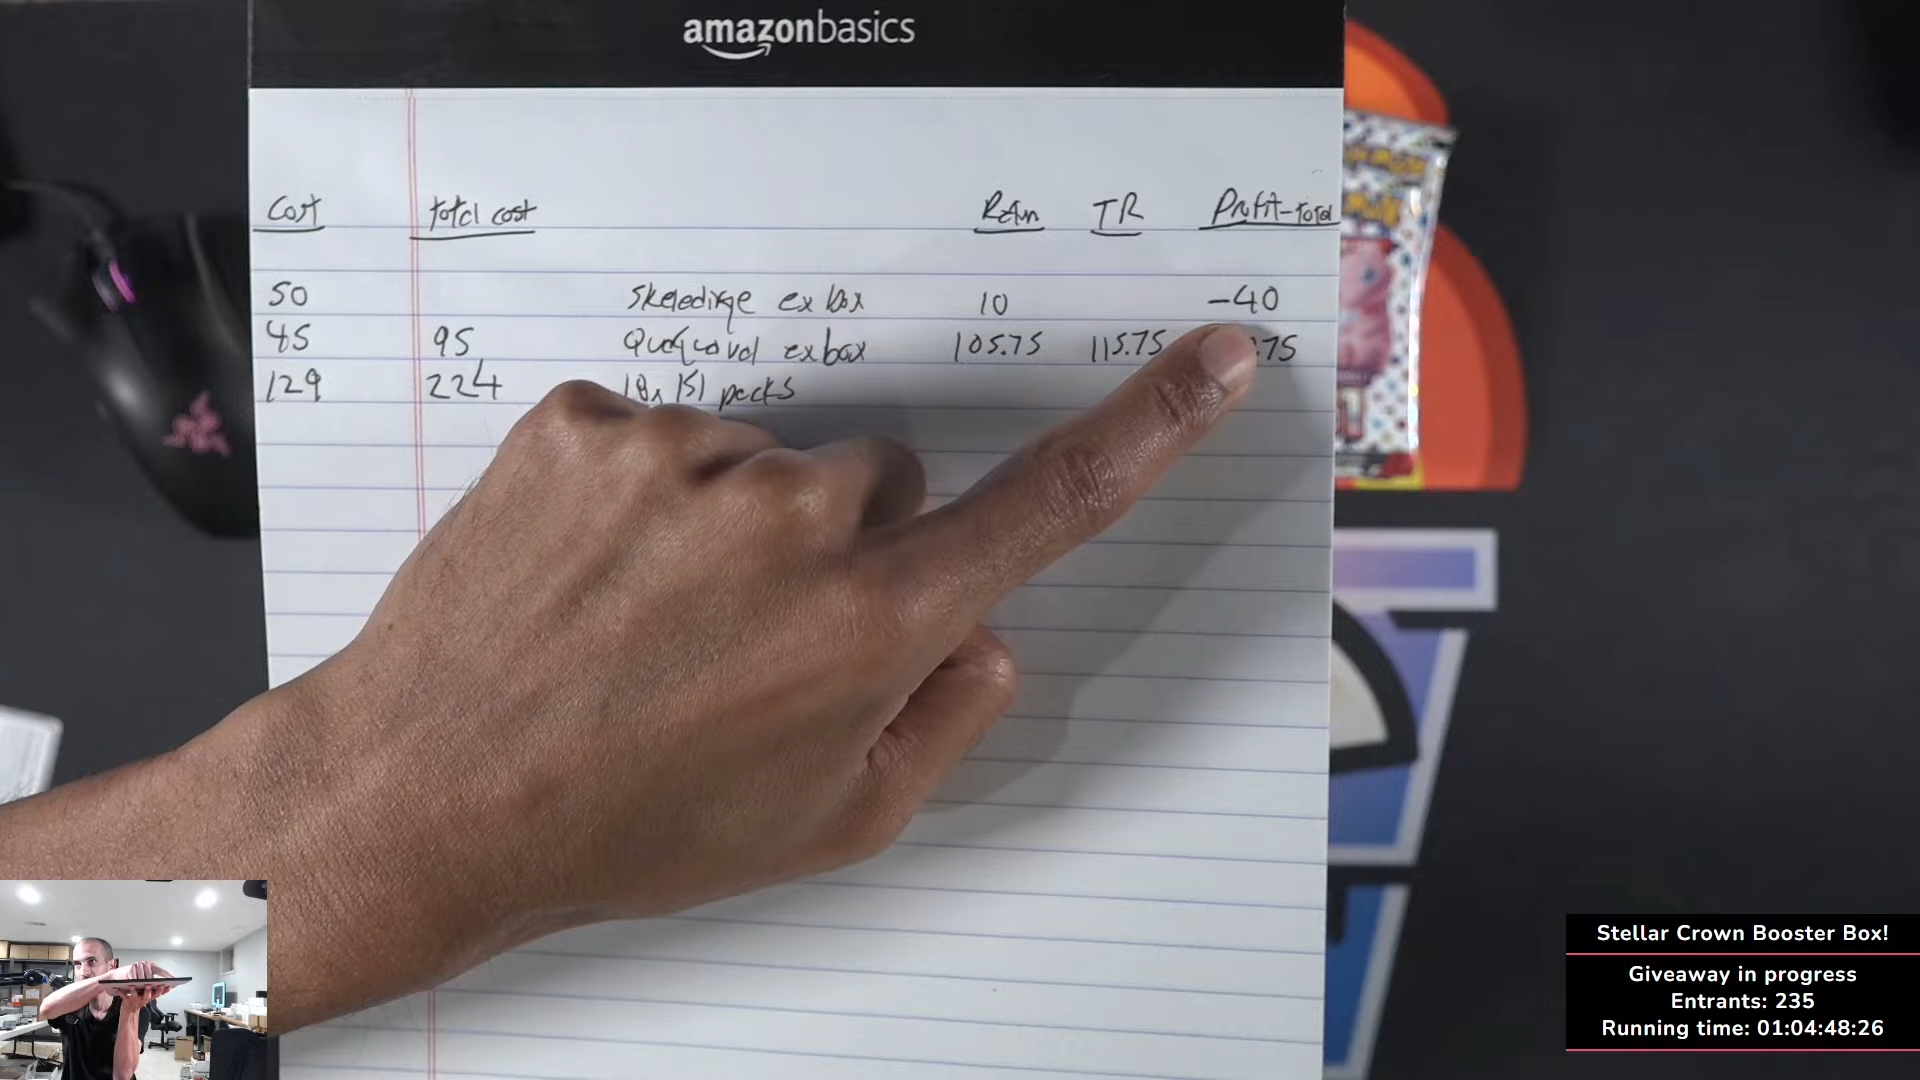 amazonbasics
Cost total cost Return TR Profit-total
50 Skeledirge ex box 10 -40
45 95 Quaquaval ex box 105.75 115.75 .75
129 224 18x 151 packs
Stellar Crown Booster Box!
Giveaway in progress
Entrants: 235
Running time: 01:04:48:26